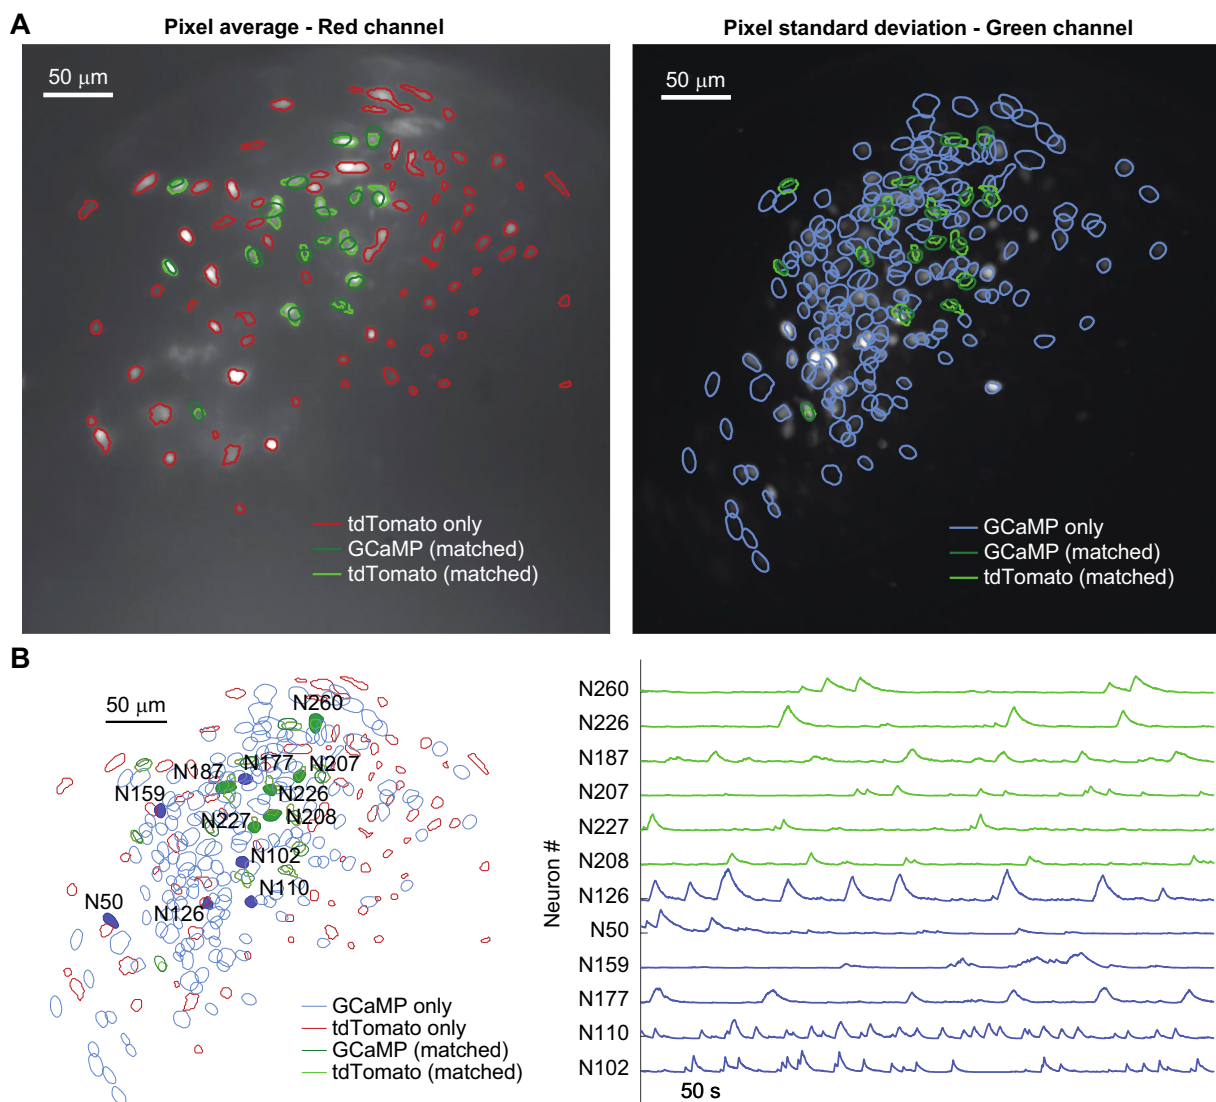 A
Pixel average - Red channel
Pixel standard deviation - Green channel
50 μm
50 μm
tdTomato only
GCaMP (matched)
tdTomato (matched)
GCaMP only
GCaMP (matched)
tdTomato (matched)
B
50 μm
N260
N187
N177
N207
N159
N226
N227
N208
N102
N50
N126
N110
GCaMP only
tdTomato only
GCaMP (matched)
tdTomato (matched)
Neuron #
N260
N226
N187
N207
N227
N208
N126
N50
N159
N177
N110
N102
50 s